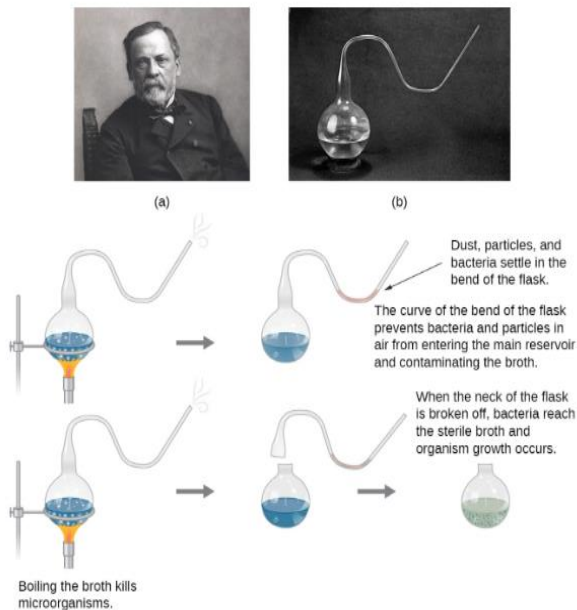 (a)
(b)
Dust, particles, and
bacteria settle in the
bend of the flask.
The curve of the bend of the flask
prevents bacteria and particles in
air from entering the main reservoir
and contaminating the broth.
When the neck of the flask
is broken off, bacteria reach
the sterile broth and
organism growth occurs.
Boiling the broth kills
microorganisms.